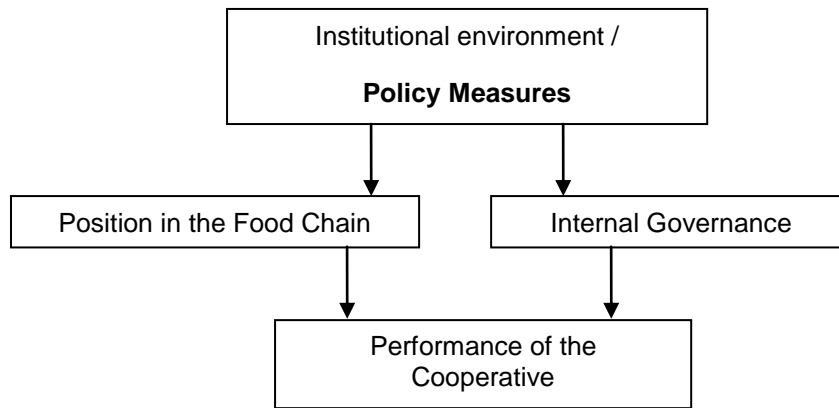 Institutional environment /
Policy Measures
Position in the Food Chain
Internal Governance
Performance of the
Cooperative